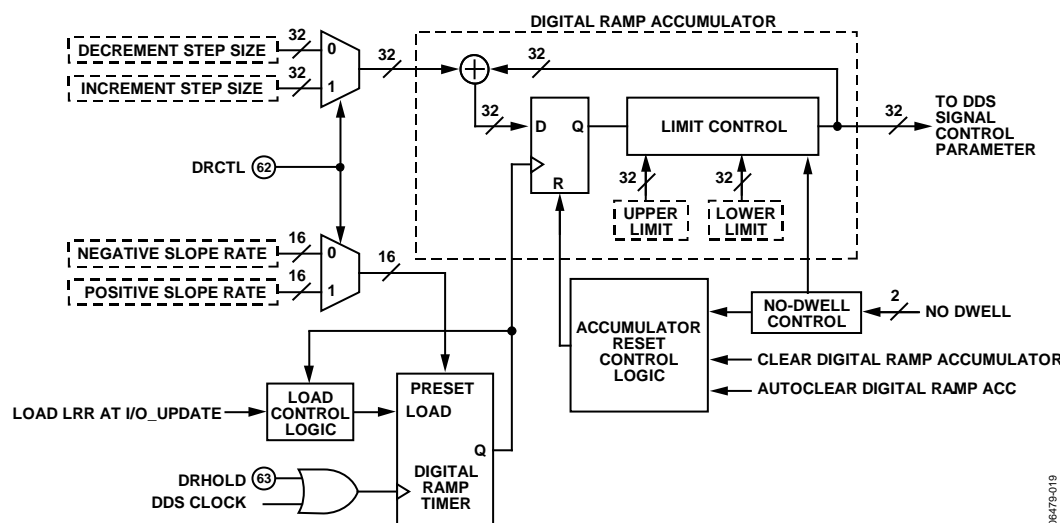 DIGITAL RAMP ACCUMULATOR
DECREMENT STEP SIZE
32
0
32
32
INCREMENT STEP SIZE
32
1
32
D
Q
LIMIT CONTROL
32
TO DDS
SIGNAL
CONTROL
PARAMETER
DRCTL
62
R
32
32
UPPER
LIMIT
LOWER
LIMIT
NEGATIVE SLOPE RATE
16
0
16
POSITIVE SLOPE RATE
16
1
ACCUMULATOR
RESET
CONTROL
LOGIC
NO-DWELL
CONTROL
2
NO DWELL
CLEAR DIGITAL RAMP ACCUMULATOR
AUTOCLEAR DIGITAL RAMP ACC
LOAD LRR AT I/O_UPDATE
LOAD
CONTROL
LOGIC
PRESET
LOAD
Q
DIGITAL
RAMP
TIMER
DRHOLD
63
DDS CLOCK
06479-019